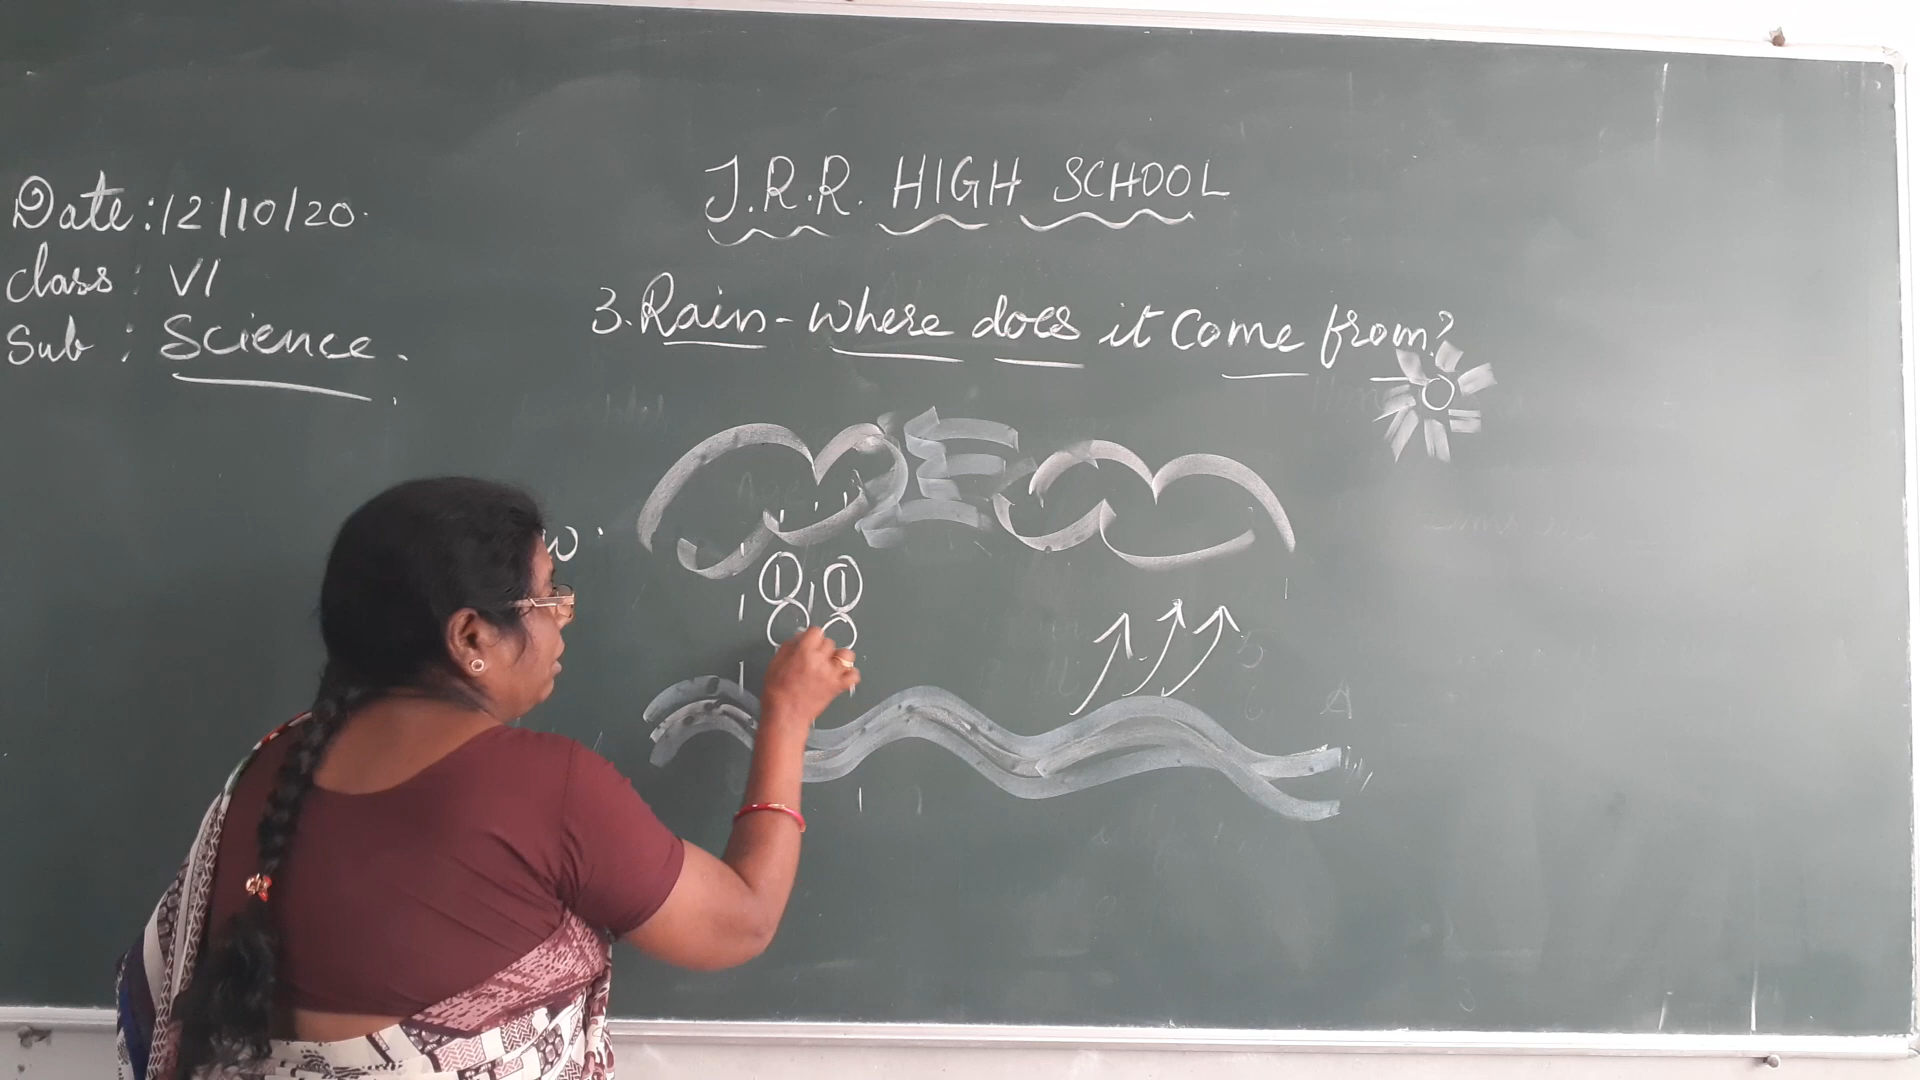 J.R.R. HIGH SCHOOL
Date: 12/10/20.
Class: VI
Sub: Science.
3. Rain - where does it come from?